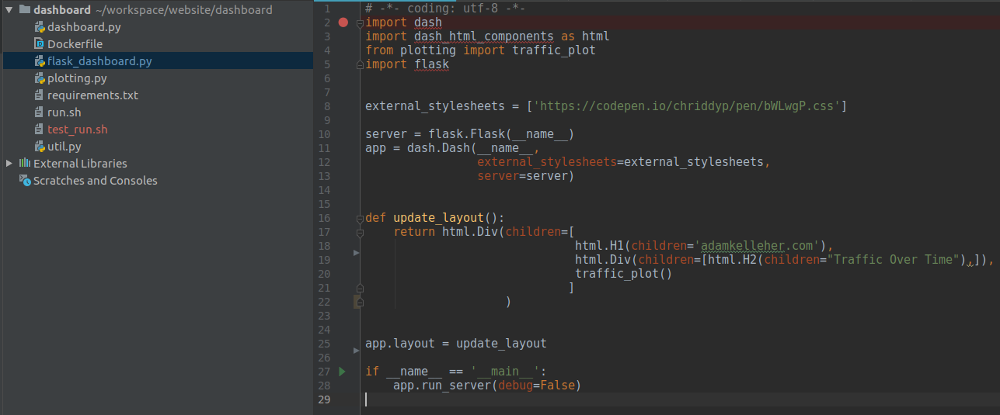 dashboard ~/workspace/website/dashboard
dashboard.py
Dockerfile
flask_dashboard.py
plotting.py
requirements.txt
run.sh
test_run.sh
util.py
External Libraries
Scratches and Consoles
1 # -*- coding: utf-8 -*-
2 import dash
3 import dash_html_components as html
4 from plotting import traffic_plot
5 import flask
6
7
8 external_stylesheets = ['https://codepen.io/chriddyp/pen/bWLwgP.css']
9
10 server = flask.Flask(__name__)
11 app = dash.Dash(__name__,
12                 external_stylesheets=external_stylesheets,
13                 server=server)
14
15
16 def update_layout():
17     return html.Div(children=[
18                               html.H1(children='adamkelleher.com'),
19                               html.Div(children=[html.H2(children="Traffic Over Time"),]),
20                               traffic_plot()
21                              ]
22                     )
23
24
25 app.layout = update_layout
26
27 if __name__ == '__main__':
28     app.run_server(debug=False)
29